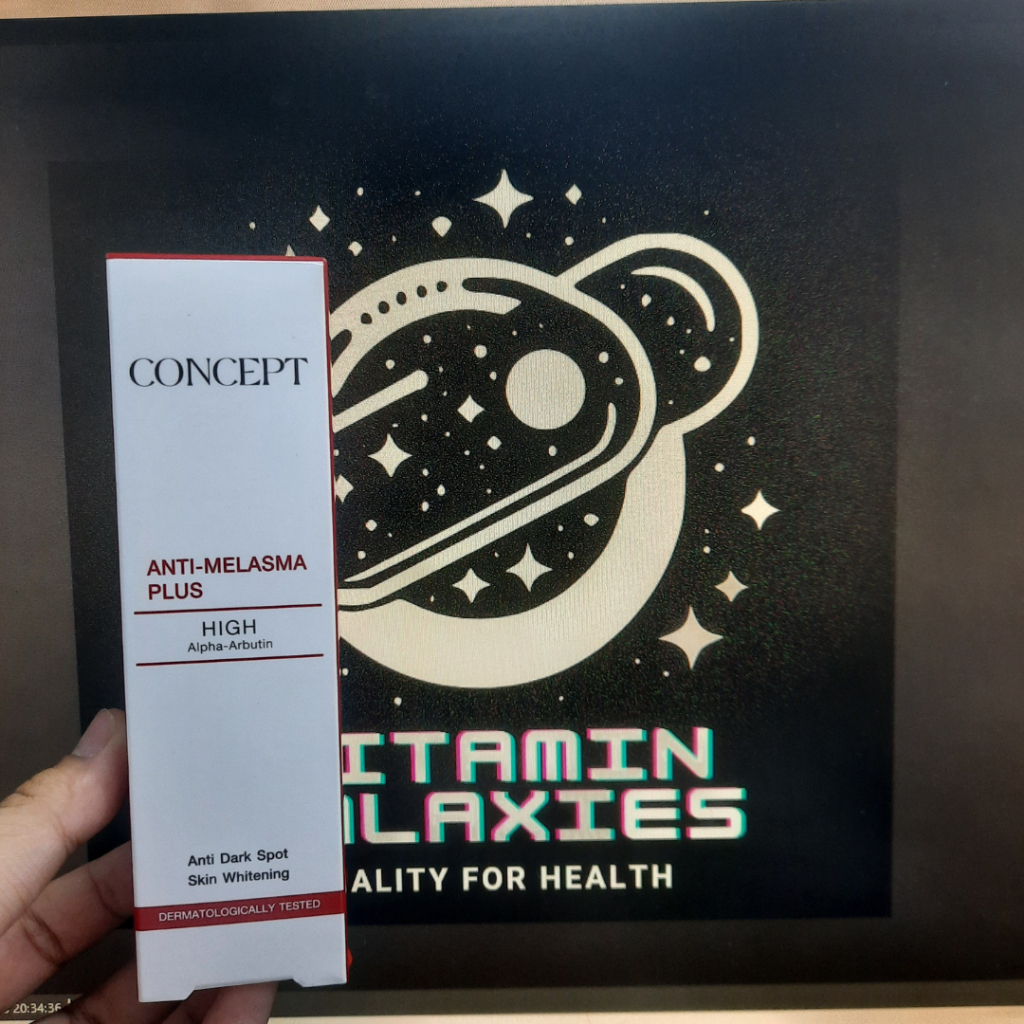 CONCEPT
ANTI-MELASMA
PLUS
HIGH
Alpha-Arbutin
Anti Dark Spot
Skin Whitening
DERMATOLOGICALLY TESTED
ITAMIN
LAXIES
ALITY FOR HEALTH
20:34:36